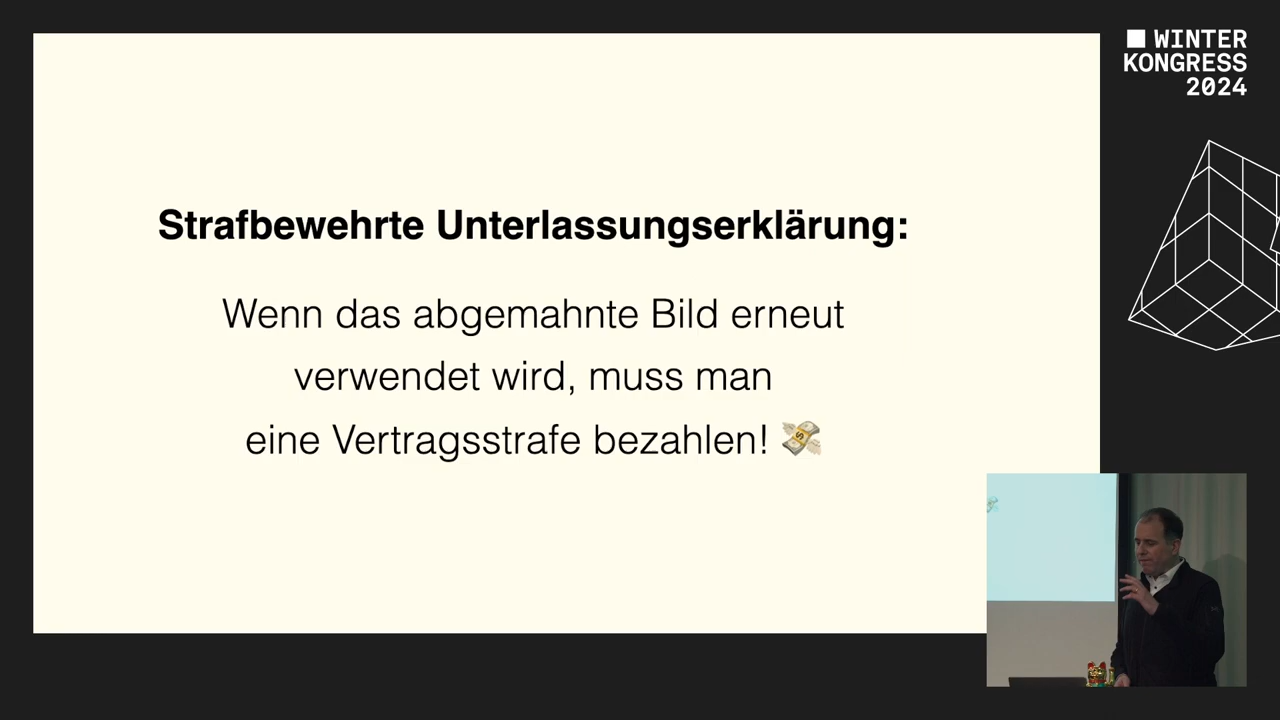 Strafbewehrte Unterlassungserklärung:
Wenn das abgemahnte Bild erneut
verwendet wird, muss man
eine Vertragsstrafe bezahlen! 💸
WINTER
KONGRESS
2024